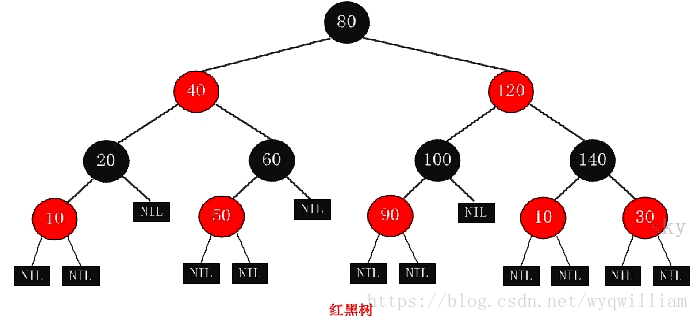 80
40 120
20 60 100 140
10 NIL 50 NIL 90 NIL 10 30
sky
NIL NIL NIL NIL NIL NIL NIL NIL NIL NIL
红黑树
https://blog.csdn.net/wyqwilliam